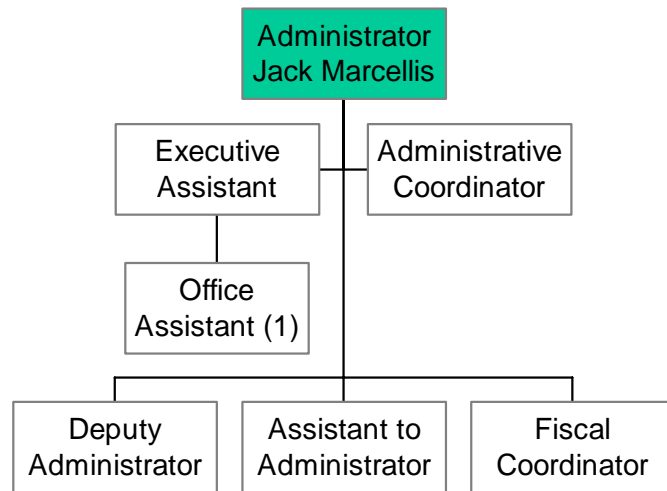 Administrator
Jack Marcellis
Executive
Assistant
Administrative
Coordinator
Office
Assistant (1)
Deputy
Administrator
Assistant to
Administrator
Fiscal
Coordinator